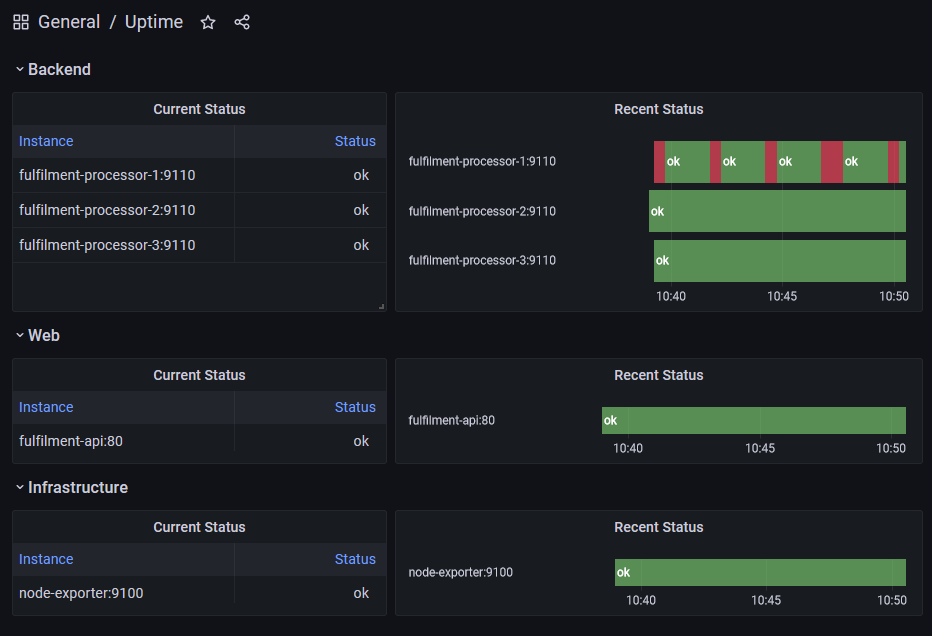 General / Uptime
Backend
Current Status
Instance Status
fulfilment-processor-1:9110 ok
fulfilment-processor-2:9110 ok
fulfilment-processor-3:9110 ok
Recent Status
fulfilment-processor-1:9110 ok ok ok ok
fulfilment-processor-2:9110 ok
fulfilment-processor-3:9110 ok
10:40 10:45 10:50
Web
Current Status
Instance Status
fulfilment-api:80 ok
Recent Status
fulfilment-api:80 ok
10:40 10:45 10:50
Infrastructure
Current Status
Instance Status
node-exporter:9100 ok
Recent Status
node-exporter:9100 ok
10:40 10:45 10:50